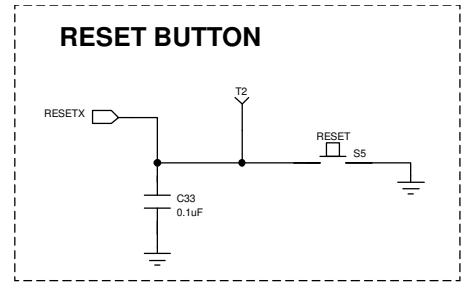 RESET BUTTON
T2
RESETX
RESET
S5
C33
0.1uF